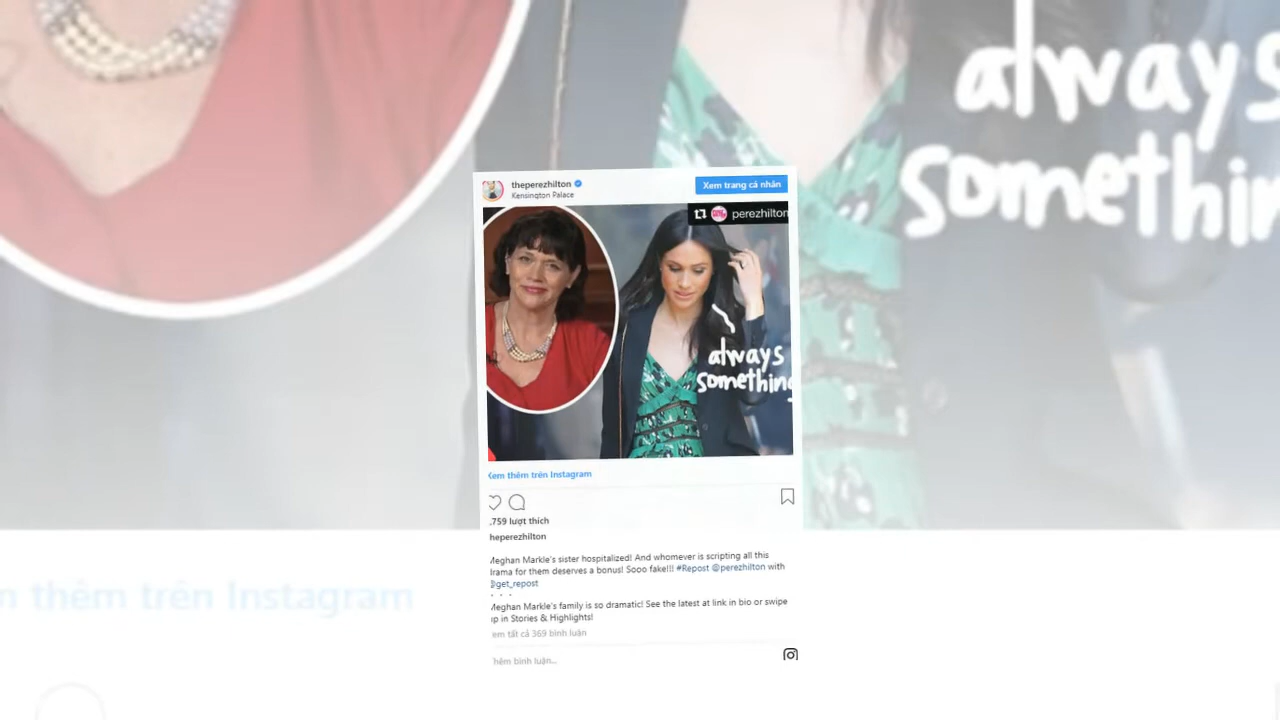 always
somethin
theperezhilton
Kensington Palace
Xem trang cá nhân
perezhilton
always
something
Xem thêm trên Instagram
.759 lượt thích
heperezhilton
Meghan Markle's sister hospitalized! And whomever is scripting all this
drama for them deserves a bonus! Sooo fake!!! #Repost @perezhilton with
@get_repost
• • •
Meghan Markle's family is so dramatic! See the latest at link in bio or swipe
up in Stories & Highlights!
em tất cả 369 bình luận
Thêm bình luận...
n thêm trên Instagram